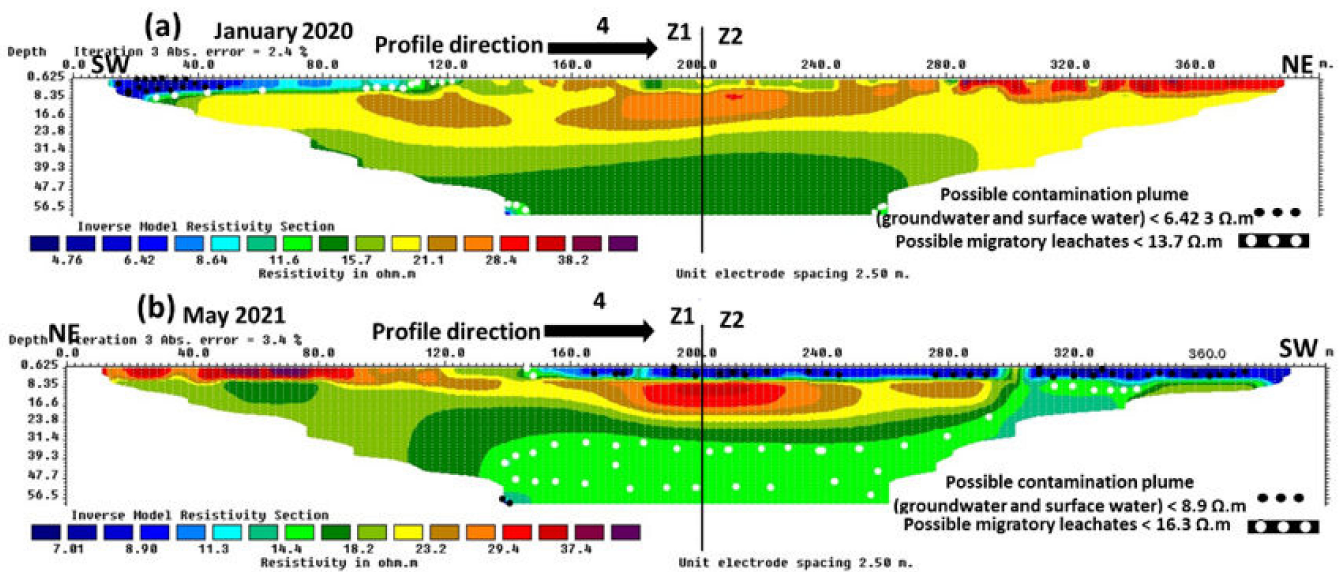 (a) January 2020
4
Profile direction Z1 Z2
Depth Iteration 3 Abs. error = 2.4 %
SW NE
0.0 40.0 80.0 160.0 200.0 240.0 280.0 320.0 m.
0.625
8.35
16.6
23.8
31.4
39.3
47.7
56.5
Possible contamination plume
(groundwater and surface water) < 6.42 3 Ω.m
Possible migratory leachates < 13.7 Ω.m
Inverse Model Resistivity Section
4.76 6.42 8.64 11.6 15.7 21.1 28.4 38.2
Resistivity in ohm.m
Unit electrode spacing 2.50 m.
(b) May 2021
4
Profile direction Z1 Z2
NE SW
Depth Iteration 3 Abs. error = 3.4 %
0.0 40.0 80.0 120.0 160.0 200.0 240.0 280.0 320.0 360.0 m
0.625
8.35
16.6
23.8
31.4
39.3
47.7
56.5
Possible contamination plume
(groundwater and surface water) < 8.9 Ω.m
Possible migratory leachates < 16.3 Ω.m
Inverse Model Resistivity Section
7.01 8.90 11.3 14.4 18.2 23.2 29.4 37.4
Resistivity in ohm.m
Unit electrode spacing 2.50 m.